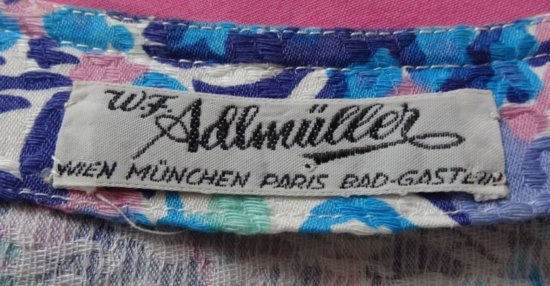 W.F. Adlmüller
WIEN MÜNCHEN PARIS BAD-GASTEIN